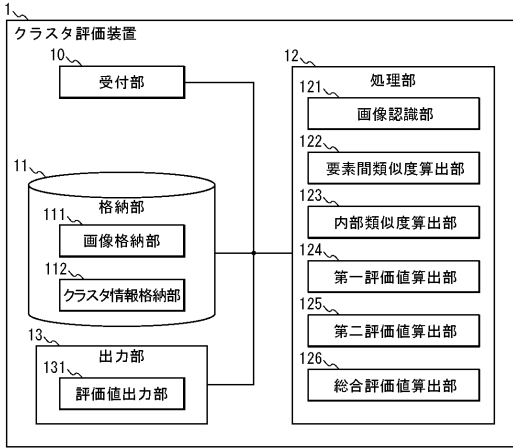 1
クラスタ評価装置
10
受付部
11
格納部
111
画像格納部
112
クラスタ情報格納部
13
出力部
131
評価値出力部
12
処理部
121
画像認識部
122
要素間類似度算出部
123
内部類似度算出部
124
第一評価値算出部
125
第二評価値算出部
126
総合評価値算出部